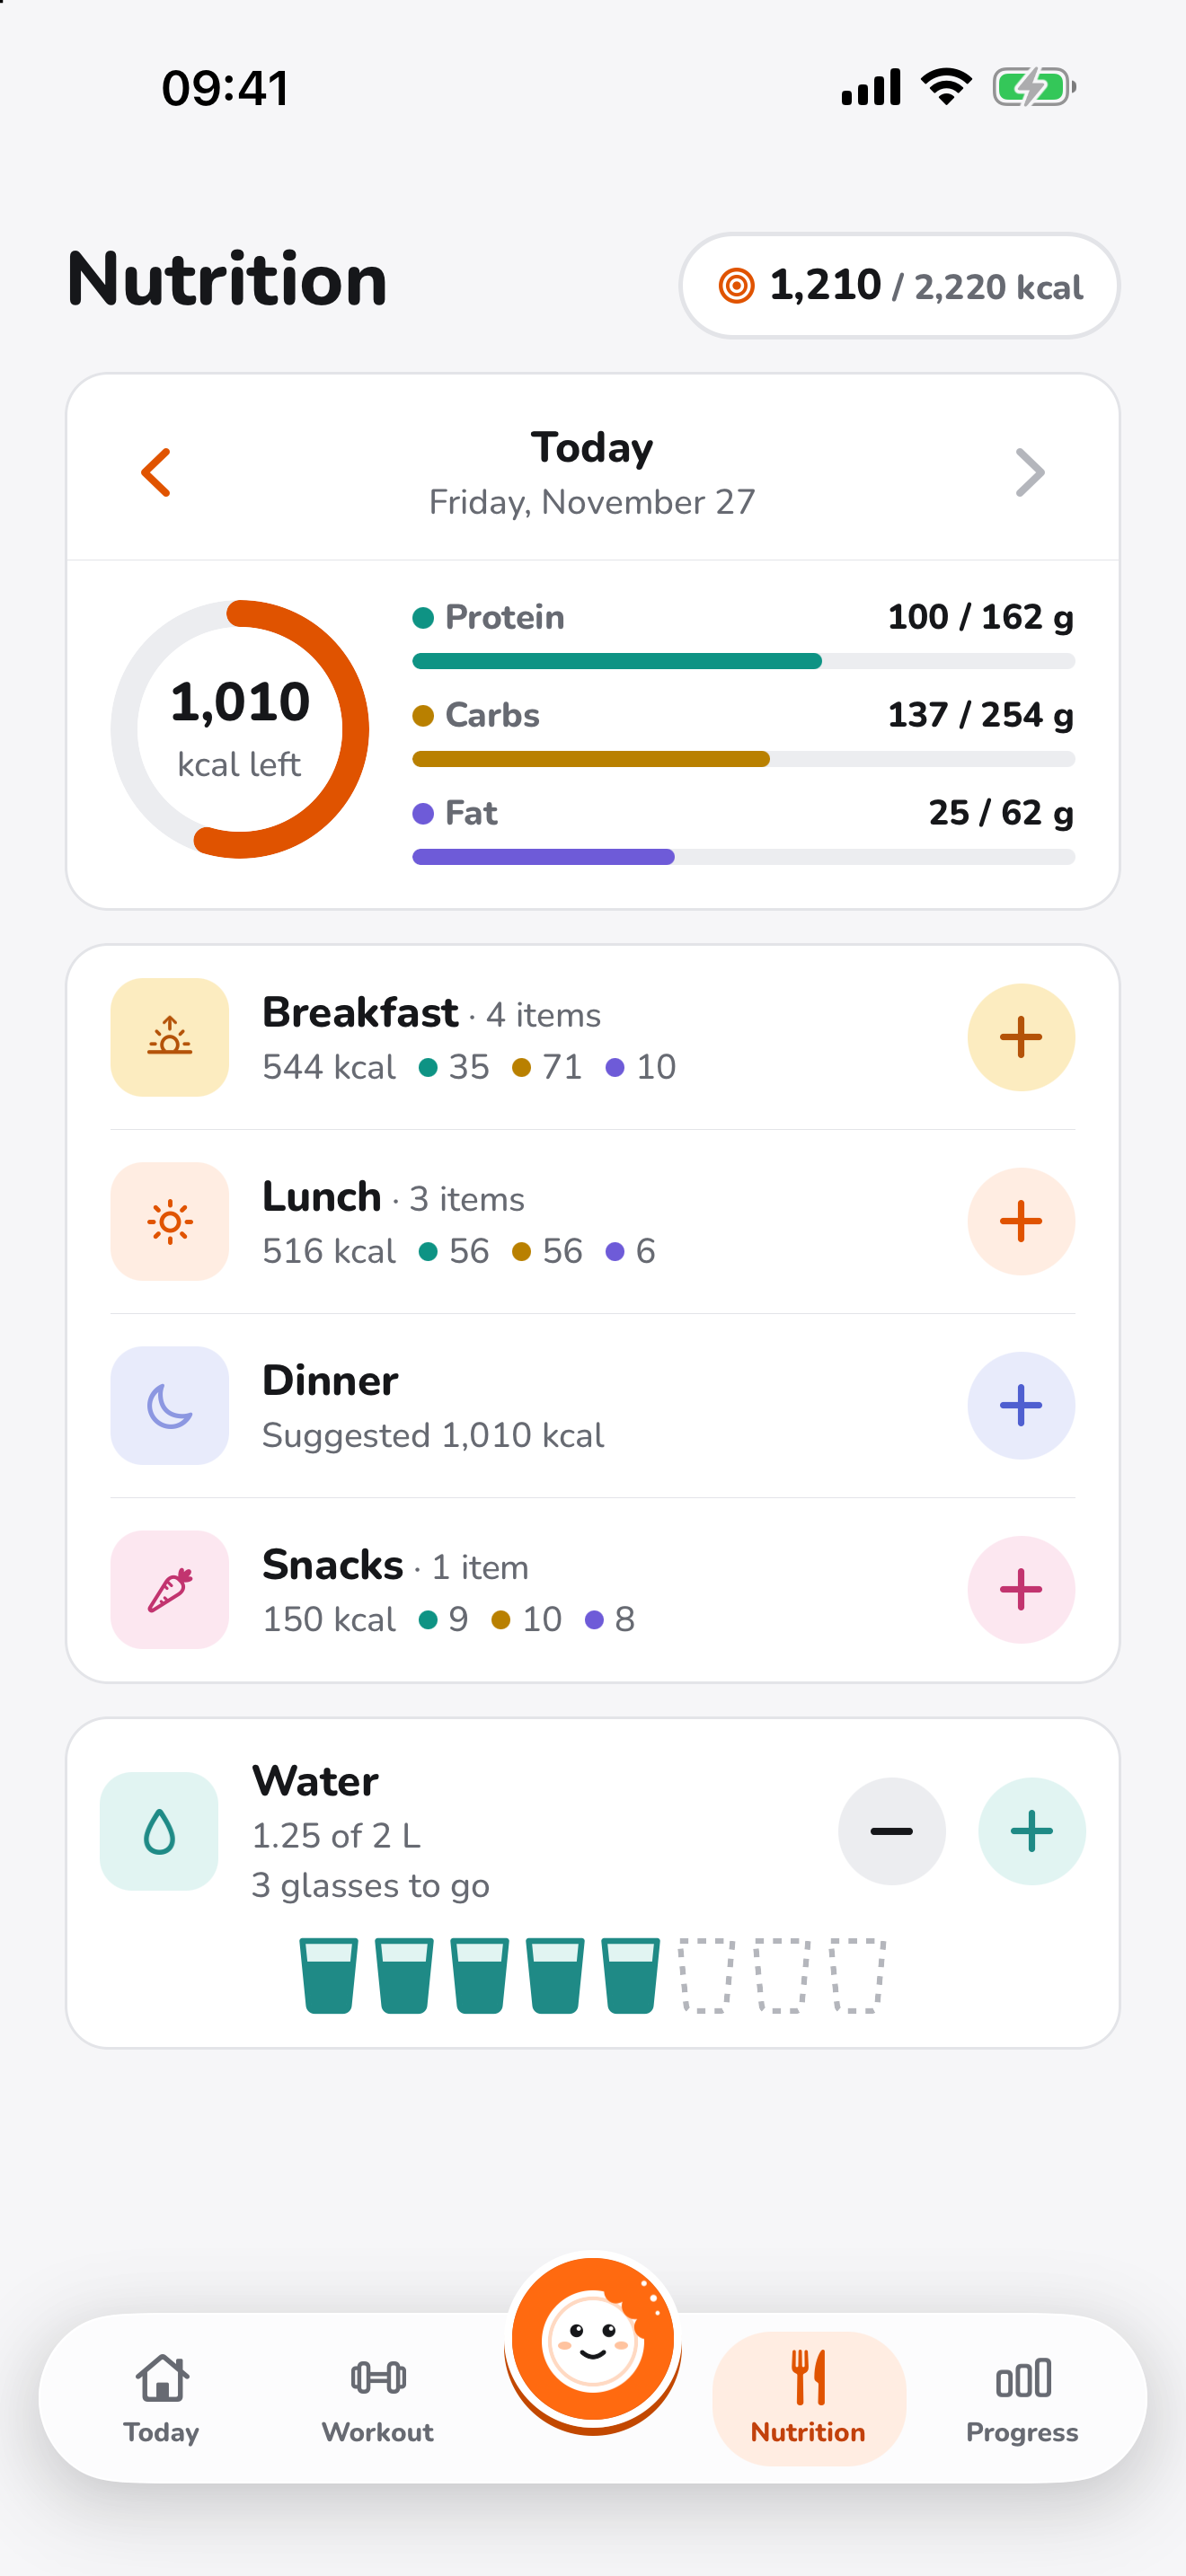 09:41
Nutrition
1,210 / 2,220 kcal
Today
Friday, November 27
1,010
kcal left
Protein 100 / 162 g
Carbs 137 / 254 g
Fat 25 / 62 g
Breakfast · 4 items
544 kcal 35 71 10
Lunch · 3 items
516 kcal 56 56 6
Dinner
Suggested 1,010 kcal
Snacks · 1 item
150 kcal 9 10 8
Water
1.25 of 2 L
3 glasses to go
Today Workout Nutrition Progress